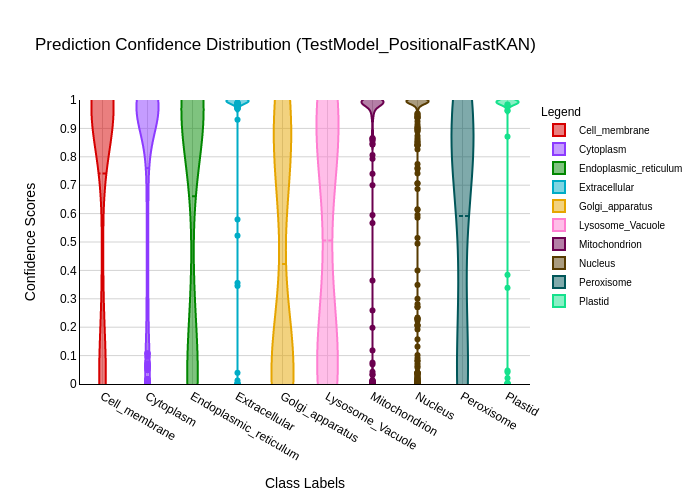 Prediction Confidence Distribution (TestModel_PositionalFastKAN)
Legend
Cell_membrane
Cytoplasm
Endoplasmic_reticulum
Extracellular
Golgi_apparatus
Lysosome_Vacuole
Mitochondrion
Nucleus
Peroxisome
Plastid
Confidence Scores
1
0.9
0.8
0.7
0.6
0.5
0.4
0.3
0.2
0.1
0
Cell_membrane
Cytoplasm
Endoplasmic_reticulum
Extracellular
Golgi_apparatus
Lysosome_Vacuole
Mitochondrion
Nucleus
Peroxisome
Plastid
Class Labels